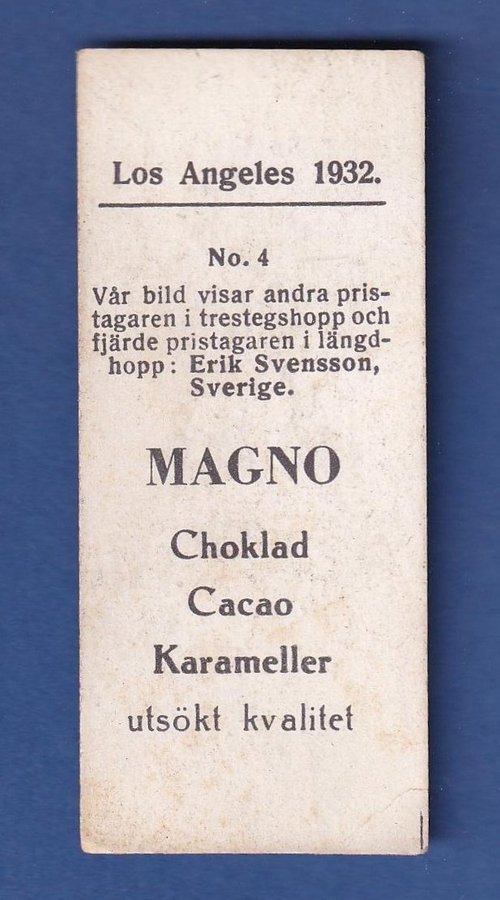 Los Angeles 1932.
No. 4
Vår bild visar andra pris-
tagaren i trestegshopp och
fjärde pristagaren i längd-
hopp: Erik Svensson,
Sverige.
MAGNO
Choklad
Cacao
Karameller
utsökt kvalitet